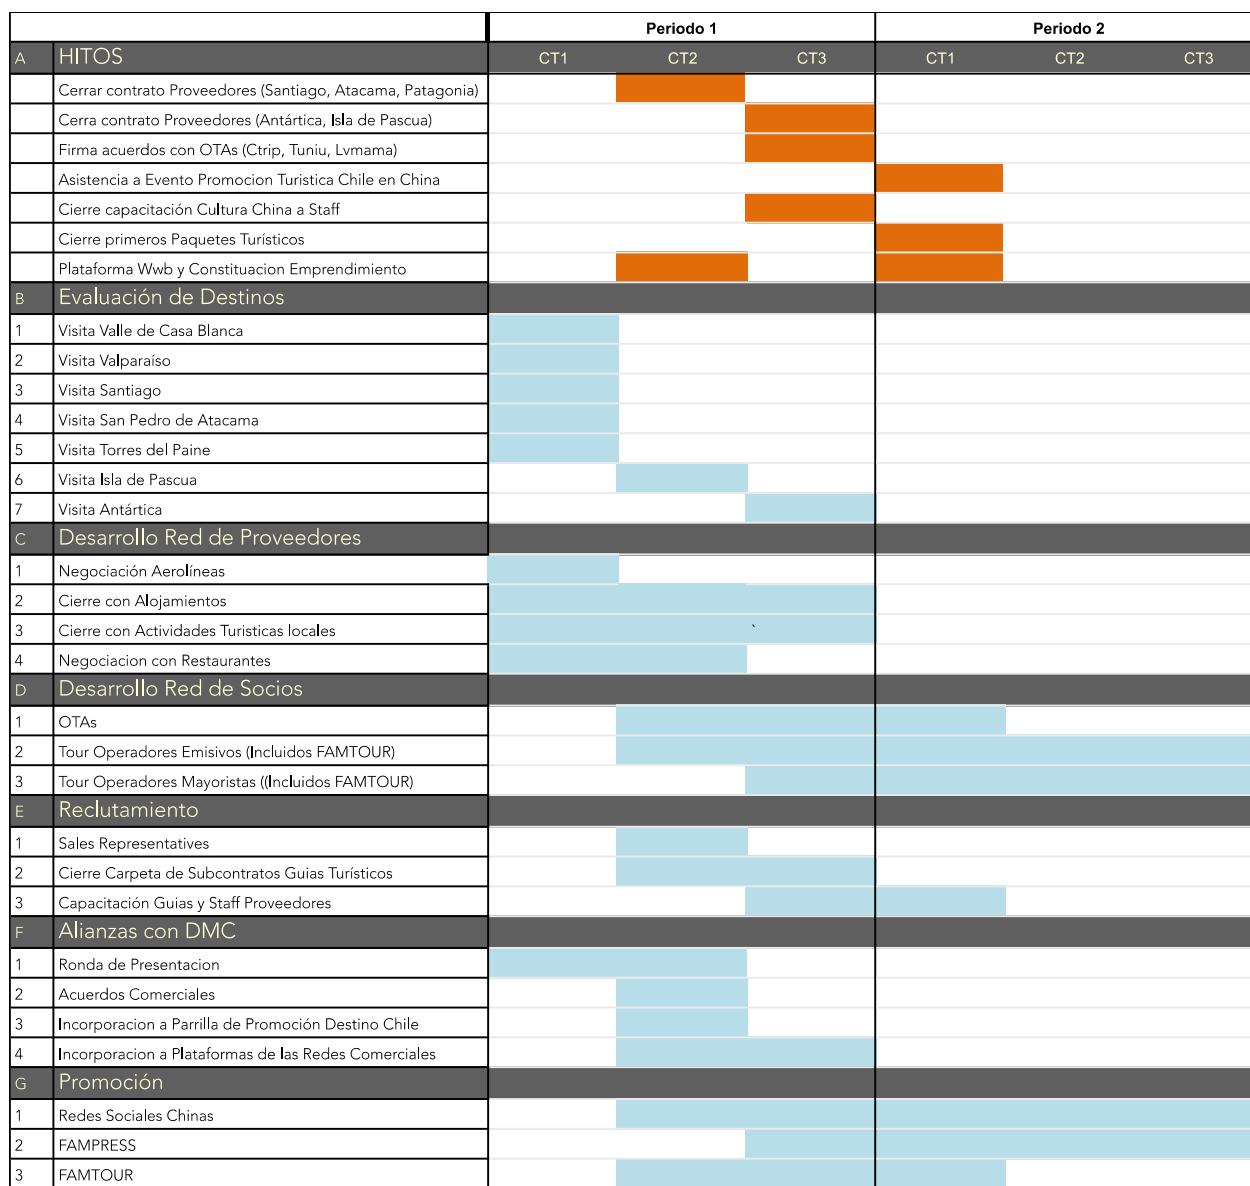 Periodo 1 Periodo 2
A HITOS CT1 CT2 CT3 CT1 CT2 CT3
Cerrar contrato Proveedores (Santiago, Atacama, Patagonia)
Cerra contrato Proveedores (Antártica, Isla de Pascua)
Firma acuerdos con OTAs (Ctrip, Tuniu, Lvmama)
Asistencia a Evento Promocion Turistica Chile en China
Cierre capacitación Cultura China a Staff
Cierre primeros Paquetes Turísticos
Plataforma Wwb y Constituacion Emprendimiento
B Evaluación de Destinos
1 Visita Valle de Casa Blanca
2 Visita Valparaíso
3 Visita Santiago
4 Visita San Pedro de Atacama
5 Visita Torres del Paine
6 Visita Isla de Pascua
7 Visita Antártica
C Desarrollo Red de Proveedores
1 Negociación Aerolíneas
2 Cierre con Alojamientos
3 Cierre con Actividades Turisticas locales `
4 Negociacion con Restaurantes
D Desarrollo Red de Socios
1 OTAs
2 Tour Operadores Emisivos (Incluidos FAMTOUR)
3 Tour Operadores Mayoristas ((Incluidos FAMTOUR)
E Reclutamiento
1 Sales Representatives
2 Cierre Carpeta de Subcontratos Guias Turísticos
3 Capacitación Guias y Staff Proveedores
F Alianzas con DMC
1 Ronda de Presentacion
2 Acuerdos Comerciales
3 Incorporacion a Parrilla de Promoción Destino Chile
4 Incorporacion a Plataformas de las Redes Comerciales
G Promoción
1 Redes Sociales Chinas
2 FAMPRESS
3 FAMTOUR